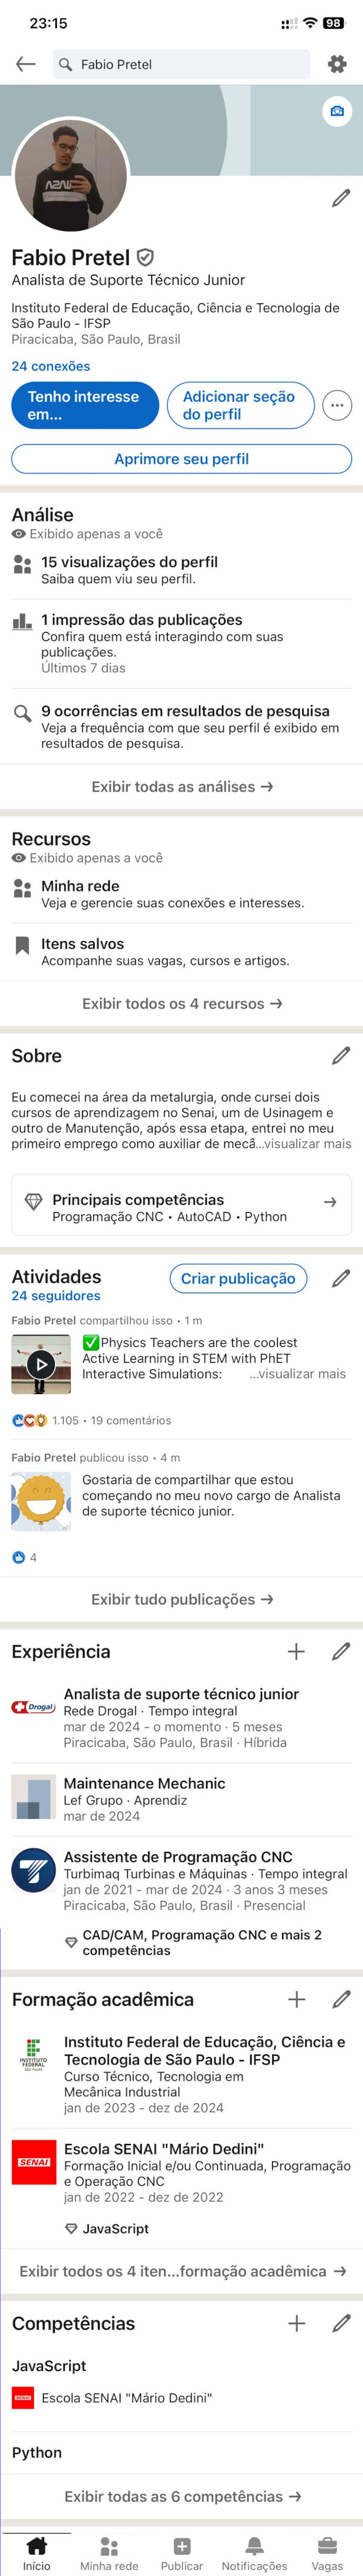 23:15
98
Fabio Pretel
Fabio Pretel
Analista de Suporte Técnico Junior
Instituto Federal de Educação, Ciência e Tecnologia de
São Paulo - IFSP
Piracicaba, São Paulo, Brasil
24 conexões
Tenho interesse
em...
Adicionar seção
do perfil
Aprimore seu perfil
Análise
Exibido apenas a você
15 visualizações do perfil
Saiba quem viu seu perfil.
1 impressão das publicações
Confira quem está interagindo com suas
publicações.
Últimos 7 dias
9 ocorrências em resultados de pesquisa
Veja a frequência com que seu perfil é exibido em
resultados de pesquisa.
Exibir todas as análises →
Recursos
Exibido apenas a você
Minha rede
Veja e gerencie suas conexões e interesses.
Itens salvos
Acompanhe suas vagas, cursos e artigos.
Exibir todos os 4 recursos →
Sobre
Eu comecei na área da metalurgia, onde cursei dois
cursos de aprendizagem no Senai, um de Usinagem e
outro de Manutenção, após essa etapa, entrei no meu
primeiro emprego como auxiliar de mecâ...visualizar mais
Principais competências
Programação CNC • AutoCAD • Python
Atividades
24 seguidores
Criar publicação
Fabio Pretel compartilhou isso • 1 m
✅Physics Teachers are the coolest
Active Learning in STEM with PhET
Interactive Simulations: ...visualizar mais
1.105 • 19 comentários
Fabio Pretel publicou isso • 4 m
Gostaria de compartilhar que estou
começando no meu novo cargo de Analista
de suporte técnico junior.
4
Exibir tudo publicações →
Experiência
Drogal
Analista de suporte técnico junior
Rede Drogal · Tempo integral
mar de 2024 - o momento · 5 meses
Piracicaba, São Paulo, Brasil · Híbrida
Maintenance Mechanic
Lef Grupo · Aprendiz
mar de 2024
Assistente de Programação CNC
Turbimaq Turbinas e Máquinas · Tempo integral
jan de 2021 - mar de 2024 · 3 anos 3 meses
Piracicaba, São Paulo, Brasil · Presencial
CAD/CAM, Programação CNC e mais 2
competências
Formação acadêmica
INSTITUTO
FEDERAL
São Paulo
Instituto Federal de Educação, Ciência e
Tecnologia de São Paulo - IFSP
Curso Técnico, Tecnologia em
Mecânica Industrial
jan de 2023 - dez de 2024
SENAI
Escola SENAI "Mário Dedini"
Formação Inicial e/ou Continuada, Programação
e Operação CNC
jan de 2022 - dez de 2022
JavaScript
Exibir todos os 4 iten...formação acadêmica →
Competências
JavaScript
SENAI
Escola SENAI "Mário Dedini"
Python
Exibir todas as 6 competências →
Início
Minha rede
Publicar
Notificações
Vagas